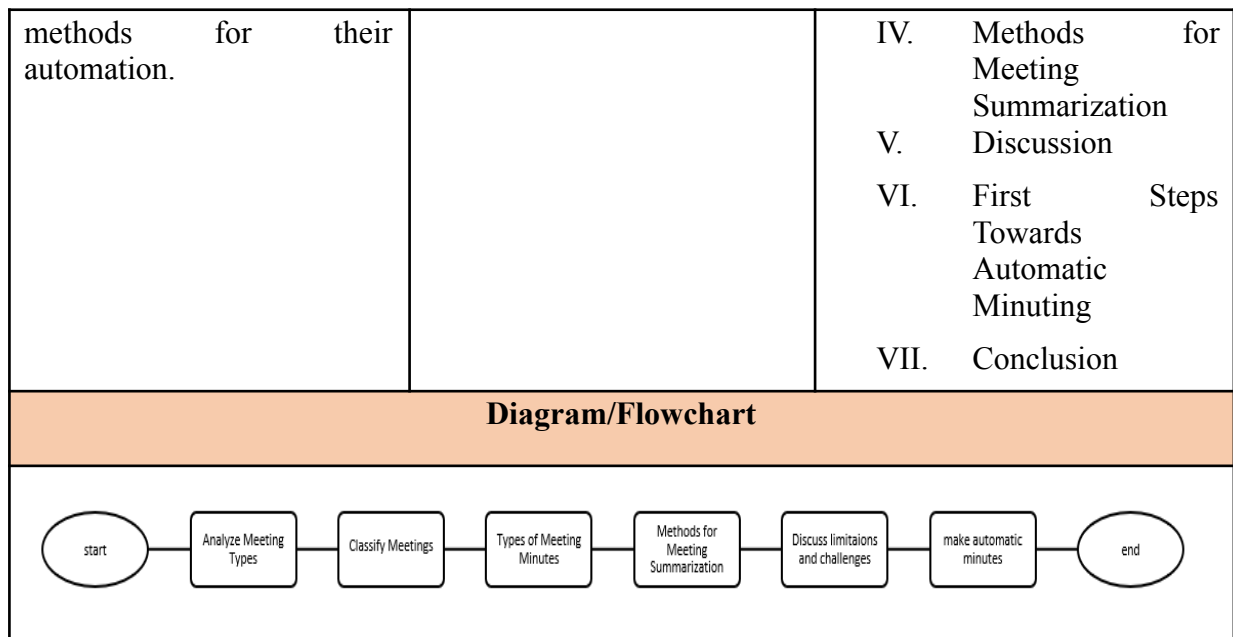 methods for their
automation.
IV. Methods for
Meeting
Summarization
V. Discussion
VI. First Steps
Towards
Automatic
Minuting
VII. Conclusion
Diagram/Flowchart
start
Analyze Meeting
Types
Classify Meetings
Types of Meeting
Minutes
Methods for
Meeting
Summarization
Discuss limitaions
and challenges
make automatic
minutes
end